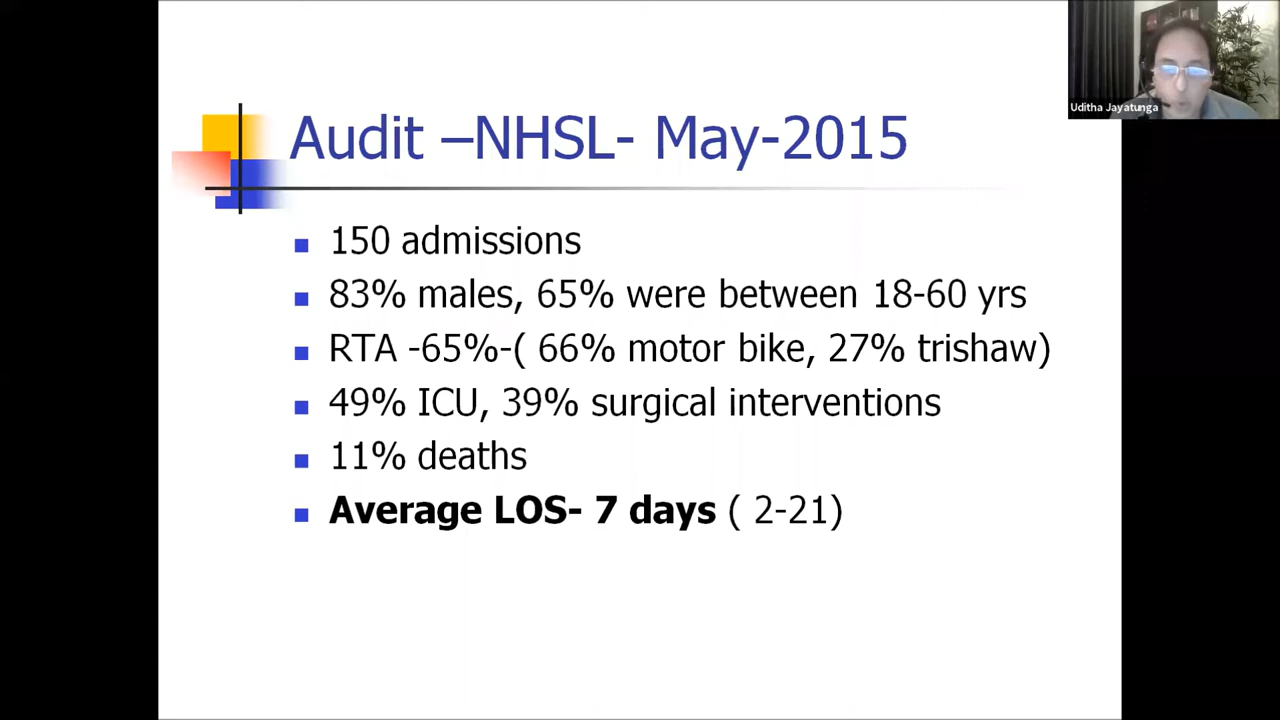 Uditha Jayatunga
Audit –NHSL- May-2015
150 admissions
83% males, 65% were between 18-60 yrs
RTA -65%-( 66% motor bike, 27% trishaw)
49% ICU, 39% surgical interventions
11% deaths
Average LOS- 7 days ( 2-21)